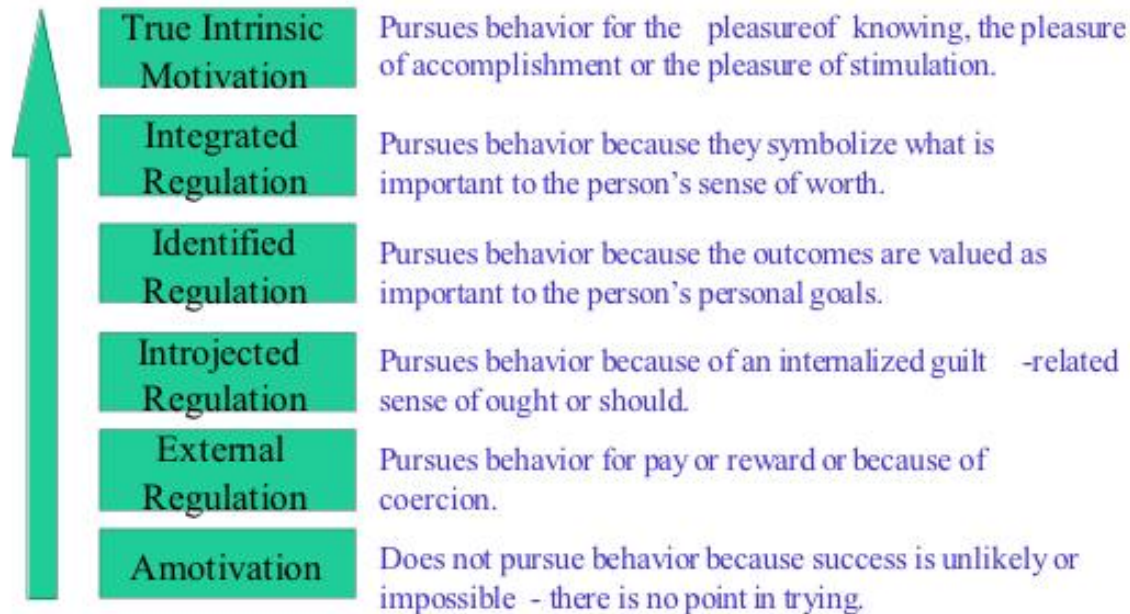 True Intrinsic
Motivation
Pursues behavior for the pleasureof knowing, the pleasure
of accomplishment or the pleasure of stimulation.
Integrated
Regulation
Pursues behavior because they symbolize what is
important to the person's sense of worth.
Identified
Regulation
Pursues behavior because the outcomes are valued as
important to the person's personal goals.
Introjected
Regulation
Pursues behavior because of an internalized guilt -related
sense of ought or should.
External
Regulation
Pursues behavior for pay or reward or because of
coercion.
Amotivation
Does not pursue behavior because success is unlikely or
impossible - there is no point in trying.